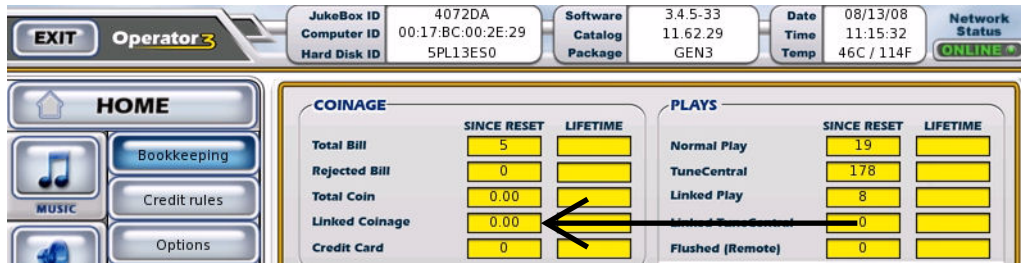 EXIT Operator3
JukeBox ID 4072DA
Computer ID 00:17:BC:00:2E:29
Hard Disk ID 5PL13ES0
Software 3.4.5-33
Catalog 11.62.29
Package GEN3
Date 08/13/08
Time 11:15:32
Temp 46C / 114F
Network
Status
ONLINE
HOME
MUSIC
Bookkeeping
Credit rules
Options
COINAGE
SINCE RESET LIFETIME
Total Bill 5
Rejected Bill 0
Total Coin 0.00
Linked Coinage 0.00
Credit Card 0
PLAYS
SINCE RESET LIFETIME
Normal Play 19
TuneCentral 178
Linked Play 8
Linked TuneCentral 0
Flushed (Remote) 0